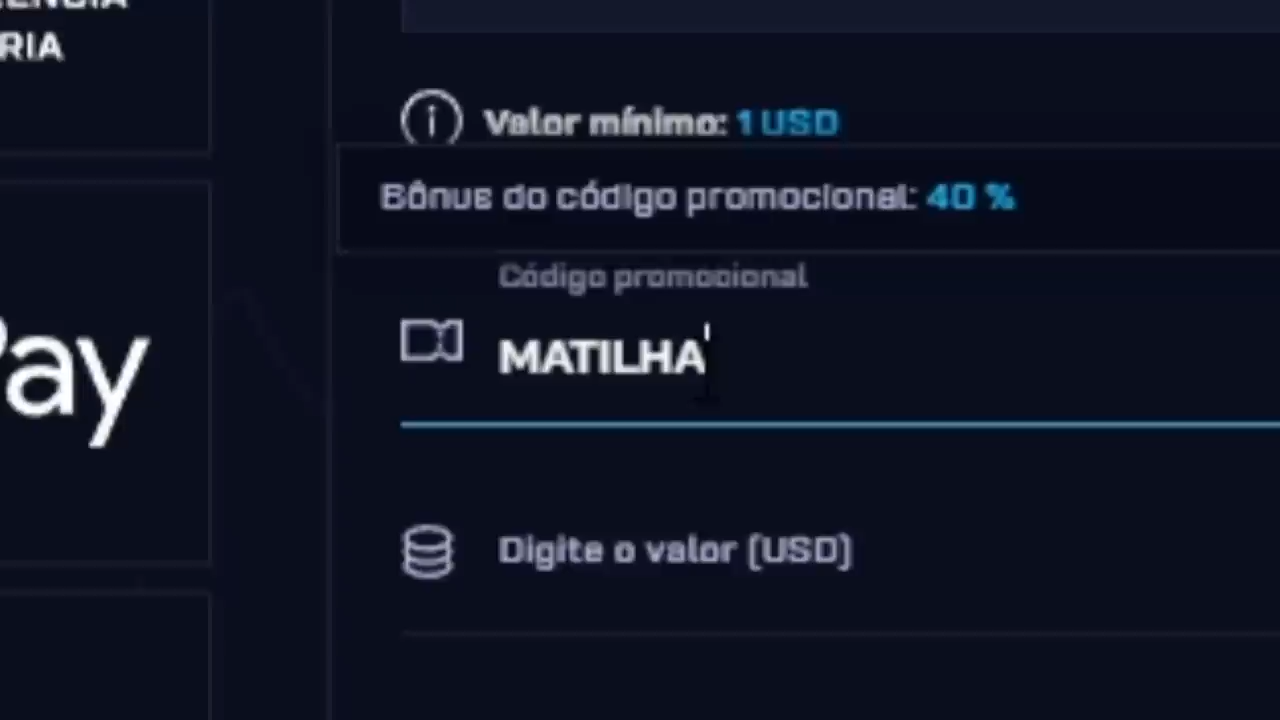 RIA
Valor mínimo: 1 USD
Bônus do código promocional: 40 %
Código promocional
MATILHA
Pay
Digite o valor (USD)